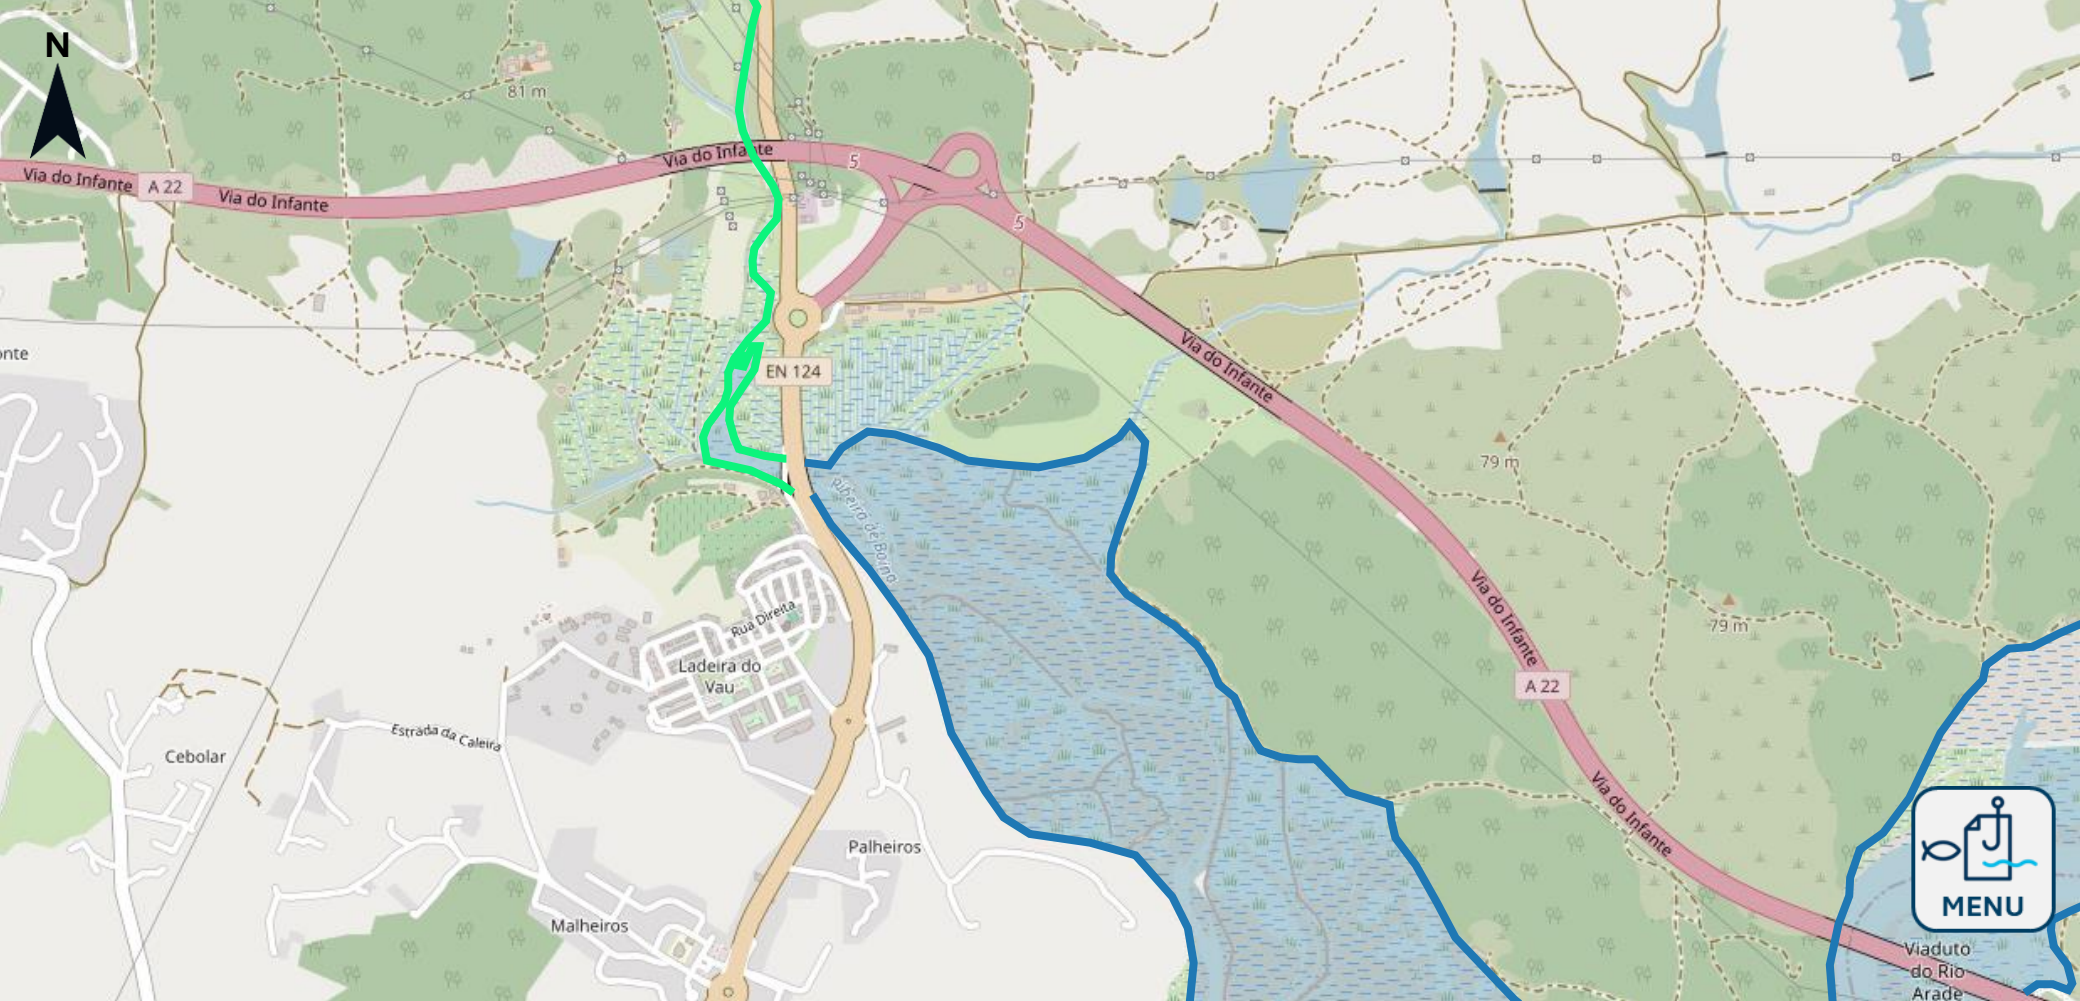 N
81 m
Via do Infante
A 22
Via do Infante
Via do Infante
5
5
onte
EN 124
Via do Infante
79 m
Ribeira de Boina
Via do Infante
79 m
Rua Direita
Ladeira do
Vau
A 22
Estrada da Caleira
Cebolar
Via do Infante
Palheiros
Malheiros
MENU
Viaduto
do Rio
Arade